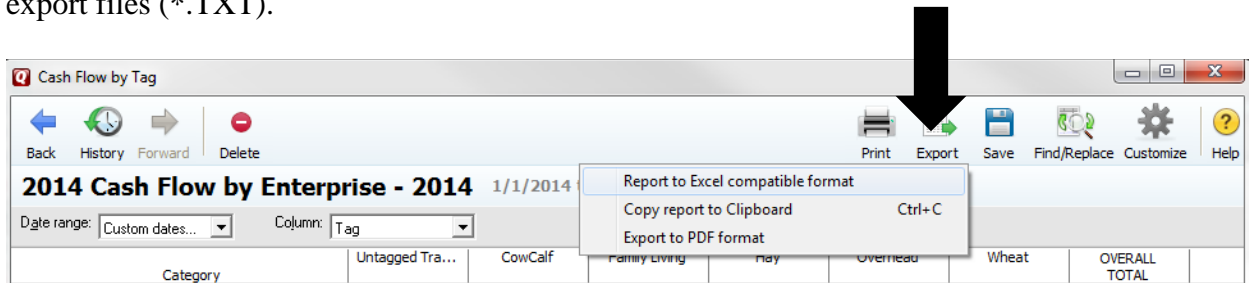 export files (*.TXT).
Cash Flow by Tag
Back History Forward Delete Print Export Save Find/Replace Customize Help
2014 Cash Flow by Enterprise - 2014 1/1/2014
Report to Excel compatible format
Copy report to Clipboard Ctrl+C
Export to PDF format
Date range: Custom dates... Column: Tag
Category Untagged Tra... CowCalf Family Living Hay Overhead Wheat OVERALL TOTAL